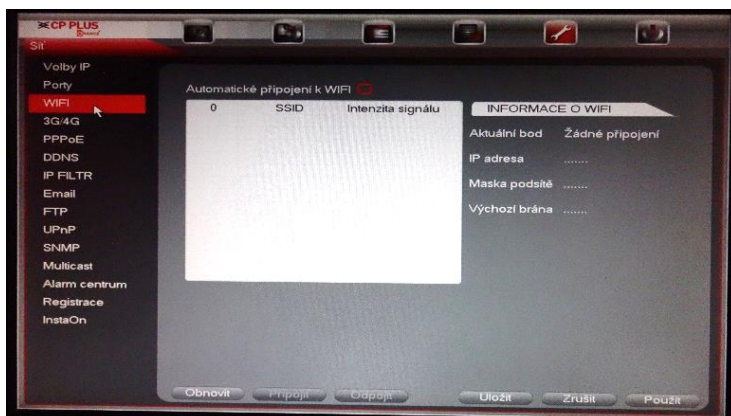 CP PLUS
Síť
Volby IP
Porty
WIFI
3G/4G
PPPoE
DDNS
IP FILTR
Email
FTP
UPnP
SNMP
Multicast
Alarm centrum
Registrace
InstaOn
Automatické připojení k WIFI
0 SSID Intenzita signálu
INFORMACE O WIFI
Aktuální bod Žádné připojení
IP adresa .......
Maska podsítě .......
Výchozí brána .......
Obnovit Připojit Odpojit Uložit Zrušit Použít